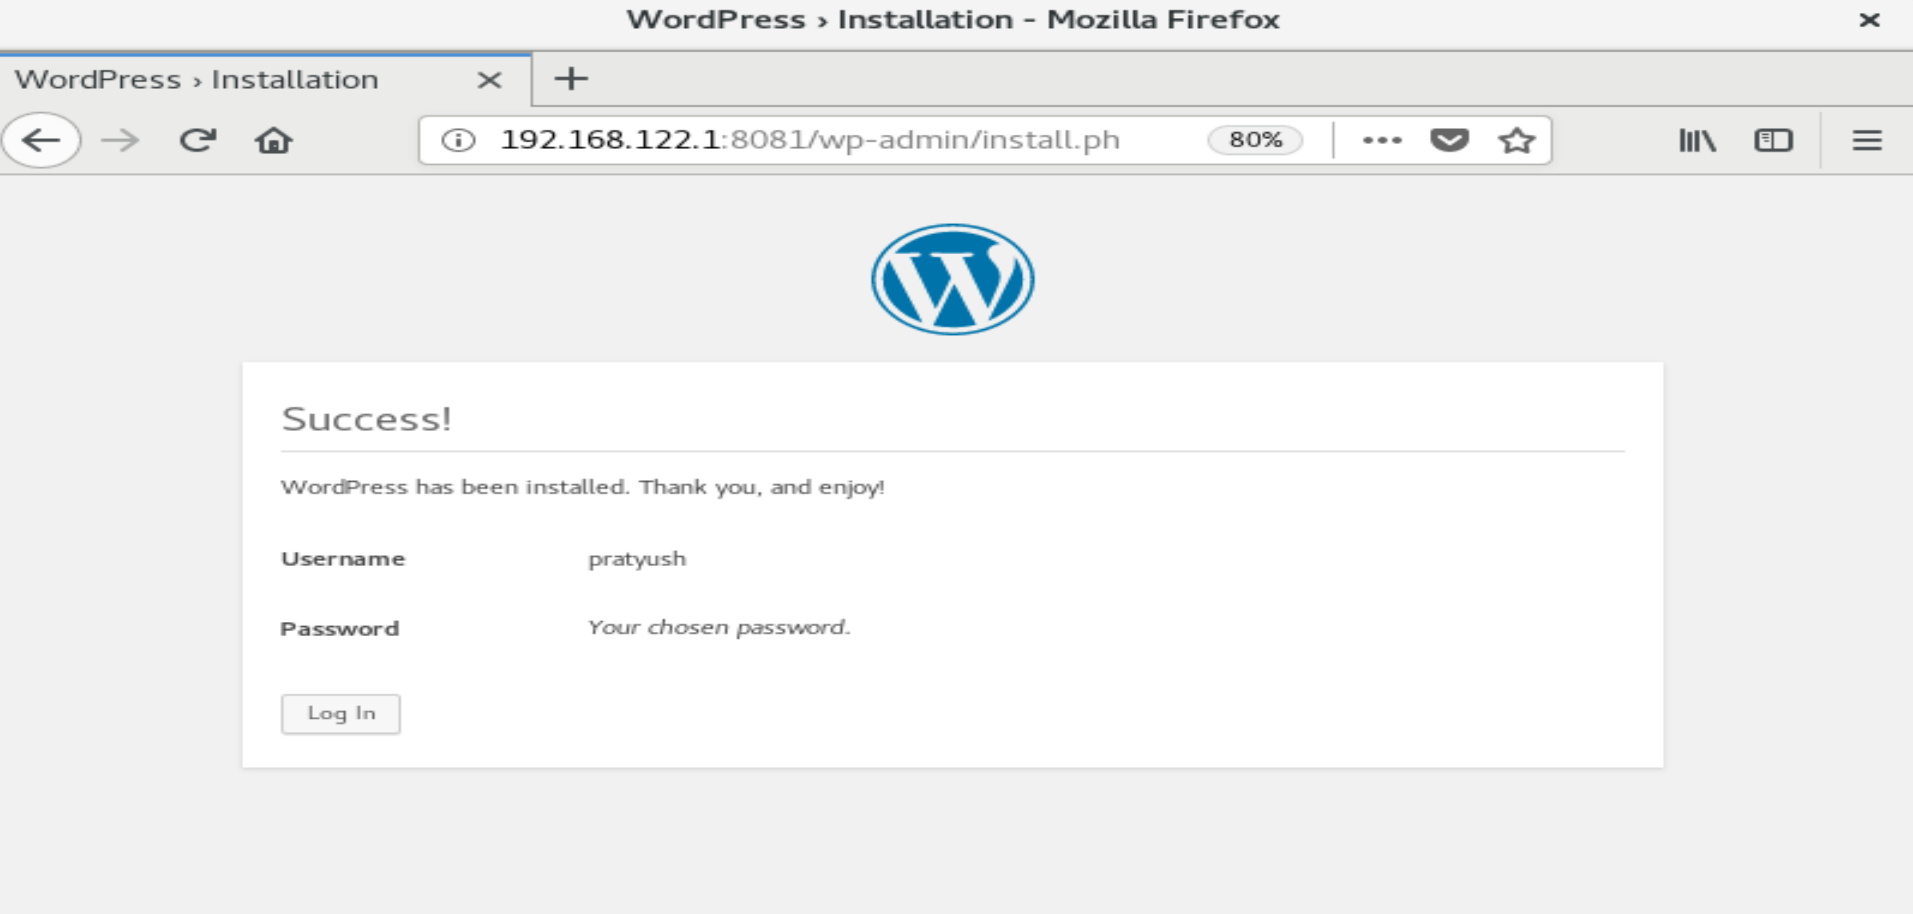 WordPress › Installation - Mozilla Firefox
WordPress › Installation
192.168.122.1:8081/wp-admin/install.ph
80%
Success!
WordPress has been installed. Thank you, and enjoy!
Username pratyush
Password Your chosen password.
Log In